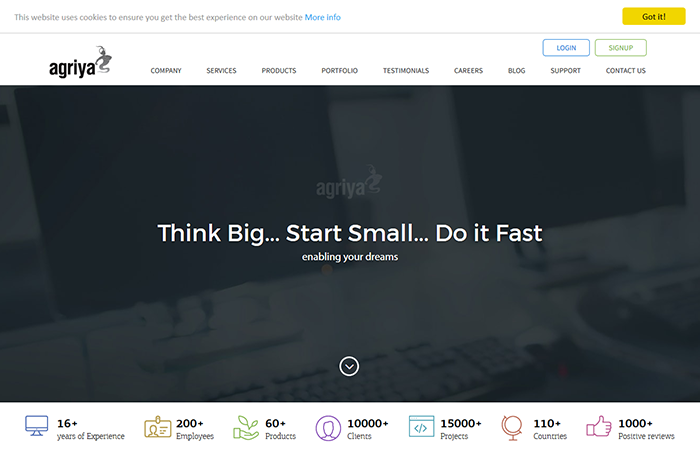 This website uses cookies to ensure you get the best experience on our website More info
Got it!
LOGIN SIGNUP
agriya
COMPANY SERVICES PRODUCTS PORTFOLIO TESTIMONIALS CAREERS BLOG SUPPORT CONTACT US
agriya
Think Big... Start Small... Do it Fast
enabling your dreams
16+ 200+ 60+ 10000+ 15000+ 110+ 1000+
years of Experience Employees Products Clients Projects Countries Positive reviews